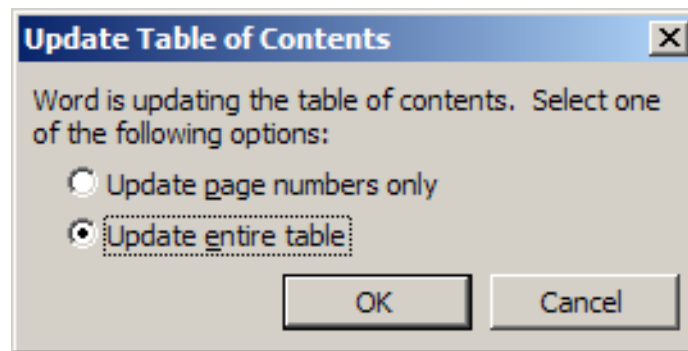 Update Table of Contents
Word is updating the table of contents.  Select one
of the following options:
Update page numbers only
Update entire table
OK
Cancel